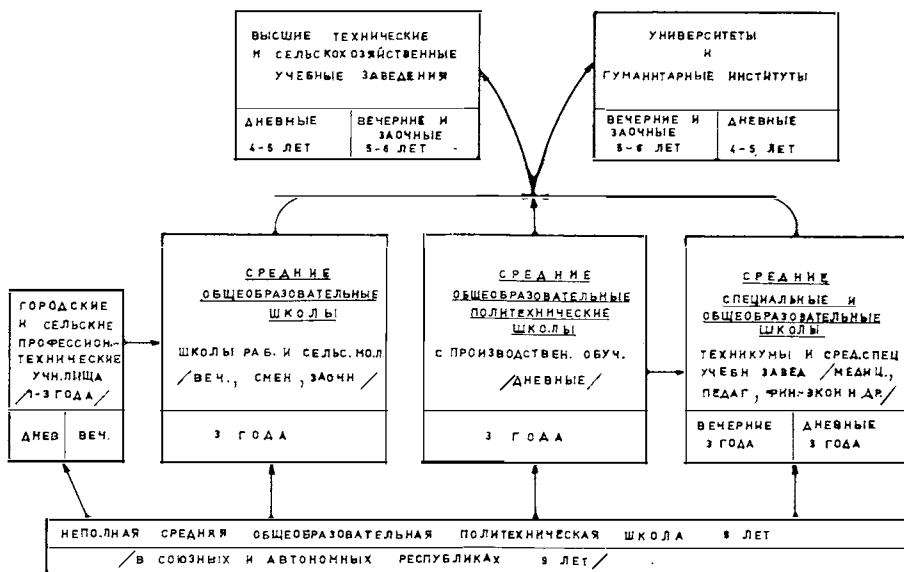 ВЫСШИЕ ТЕХНИЧЕСКИЕ
И СЕЛЬСКОХОЗЯЙСТВЕННЫЕ
УЧЕБНЫЕ ЗАВЕДЕНИЯ
ДНЕВНЫЕ
4-5 ЛЕТ
ВЕЧЕРНИЕ И
ЗАОЧНЫЕ
5-6 ЛЕТ
УНИВЕРСИТЕТЫ
И
ГУМАНИТАРНЫЕ ИНСТИТУТЫ
ВЕЧЕРНИЕ И
ЗАОЧНЫЕ
5-6 ЛЕТ
ДНЕВНЫЕ
4-5 ЛЕТ
ГОРОДСКИЕ
И СЕЛЬСКИЕ
ПРОФЕССИОН.-
ТЕХНИЧЕСКИЕ
УЧИЛИЩА
/1-3 ГОДА/
ДНЕВ
ВЕЧ.
СРЕДНИЕ
ОБЩЕОБРАЗОВАТЕЛЬНЫЕ
ШКОЛЫ
ШКОЛЫ РАБ. И СЕЛЬС. МОЛ.
/ВЕЧ., СМЕН, ЗАОЧН/
3 ГОДА
СРЕДНИЕ
ОБЩЕОБРАЗОВАТЕЛЬНЫЕ
ПОЛИТЕХНИЧЕСКИЕ
ШКОЛЫ
С ПРОИЗВОДСТВЕН. ОБУЧ.
/ДНЕВНЫЕ/
3 ГОДА
СРЕДНИЕ
СПЕЦИАЛЬНЫЕ И
ОБЩЕОБРАЗОВАТЕЛЬНЫЕ
ШКОЛЫ
ТЕХНИКУМЫ И СРЕД. СПЕЦ
УЧЕБН ЗАВЕД /МЕДИЦ.,
ПЕДАГ, ФИН-ЭКОН И ДР./
ВЕЧЕРНИЕ
3 ГОДА
ДНЕВНЫЕ
3 ГОДА
НЕПОЛНАЯ СРЕДНЯЯ ОБЩЕОБРАЗОВАТЕЛЬНАЯ ПОЛИТЕХНИЧЕСКАЯ ШКОЛА 8 ЛЕТ
/В СОЮЗНЫХ И АВТОНОМНЫХ РЕСПУБЛИКАХ 9 ЛЕТ/